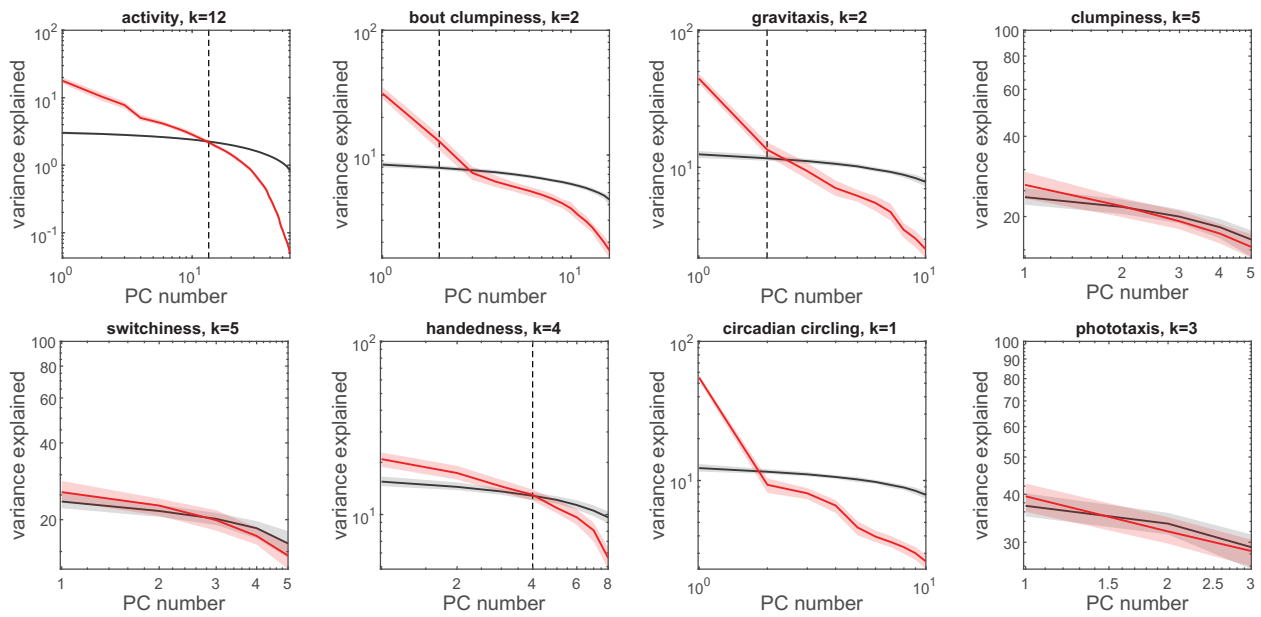 activity, k=12
variance explained
10^2
10^1
10^0
10^-1
10^0
10^1
PC number
bout clumpiness, k=2
variance explained
10^2
10^1
10^0
10^1
PC number
gravitaxis, k=2
variance explained
10^2
10^1
10^0
10^1
PC number
clumpiness, k=5
variance explained
100
80
60
40
20
1
2
3
4
5
PC number
switchiness, k=5
variance explained
100
80
60
40
20
1
2
3
4
5
PC number
handedness, k=4
variance explained
10^2
10^1
2
4
6
8
PC number
circadian circling, k=1
variance explained
10^2
10^1
10^0
10^1
PC number
phototaxis, k=3
variance explained
100
90
80
70
60
50
40
30
1
1.5
2
2.5
3
PC number